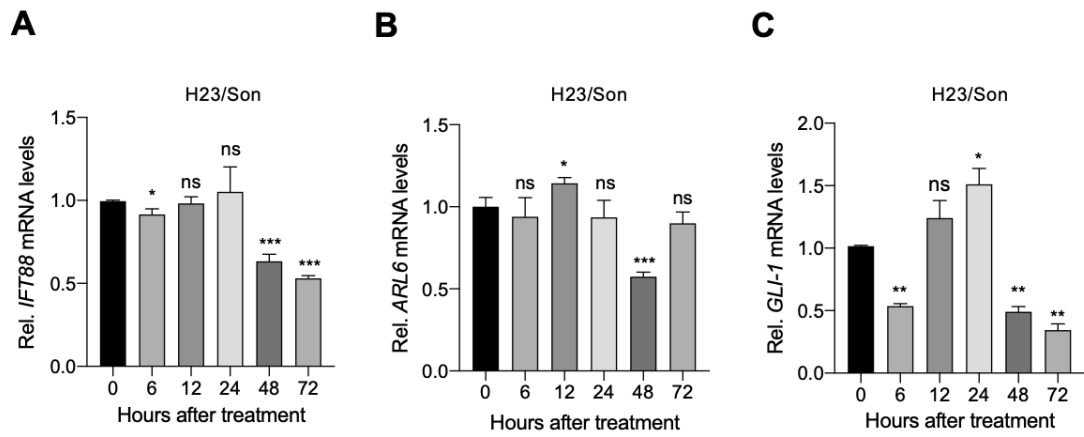 A
H23/Son
Rel. IFT88 mRNA levels
1.5
1.0
0.5
0.0
*
ns
ns
***
***
0 6 12 24 48 72
Hours after treatment
B
H23/Son
Rel. ARL6 mRNA levels
1.5
1.0
0.5
0.0
ns
*
ns
***
ns
0 6 12 24 48 72
Hours after treatment
C
H23/Son
Rel. GLI-1 mRNA levels
2.0
1.5
1.0
0.5
0.0
**
ns
*
**
**
0 6 12 24 48 72
Hours after treatment